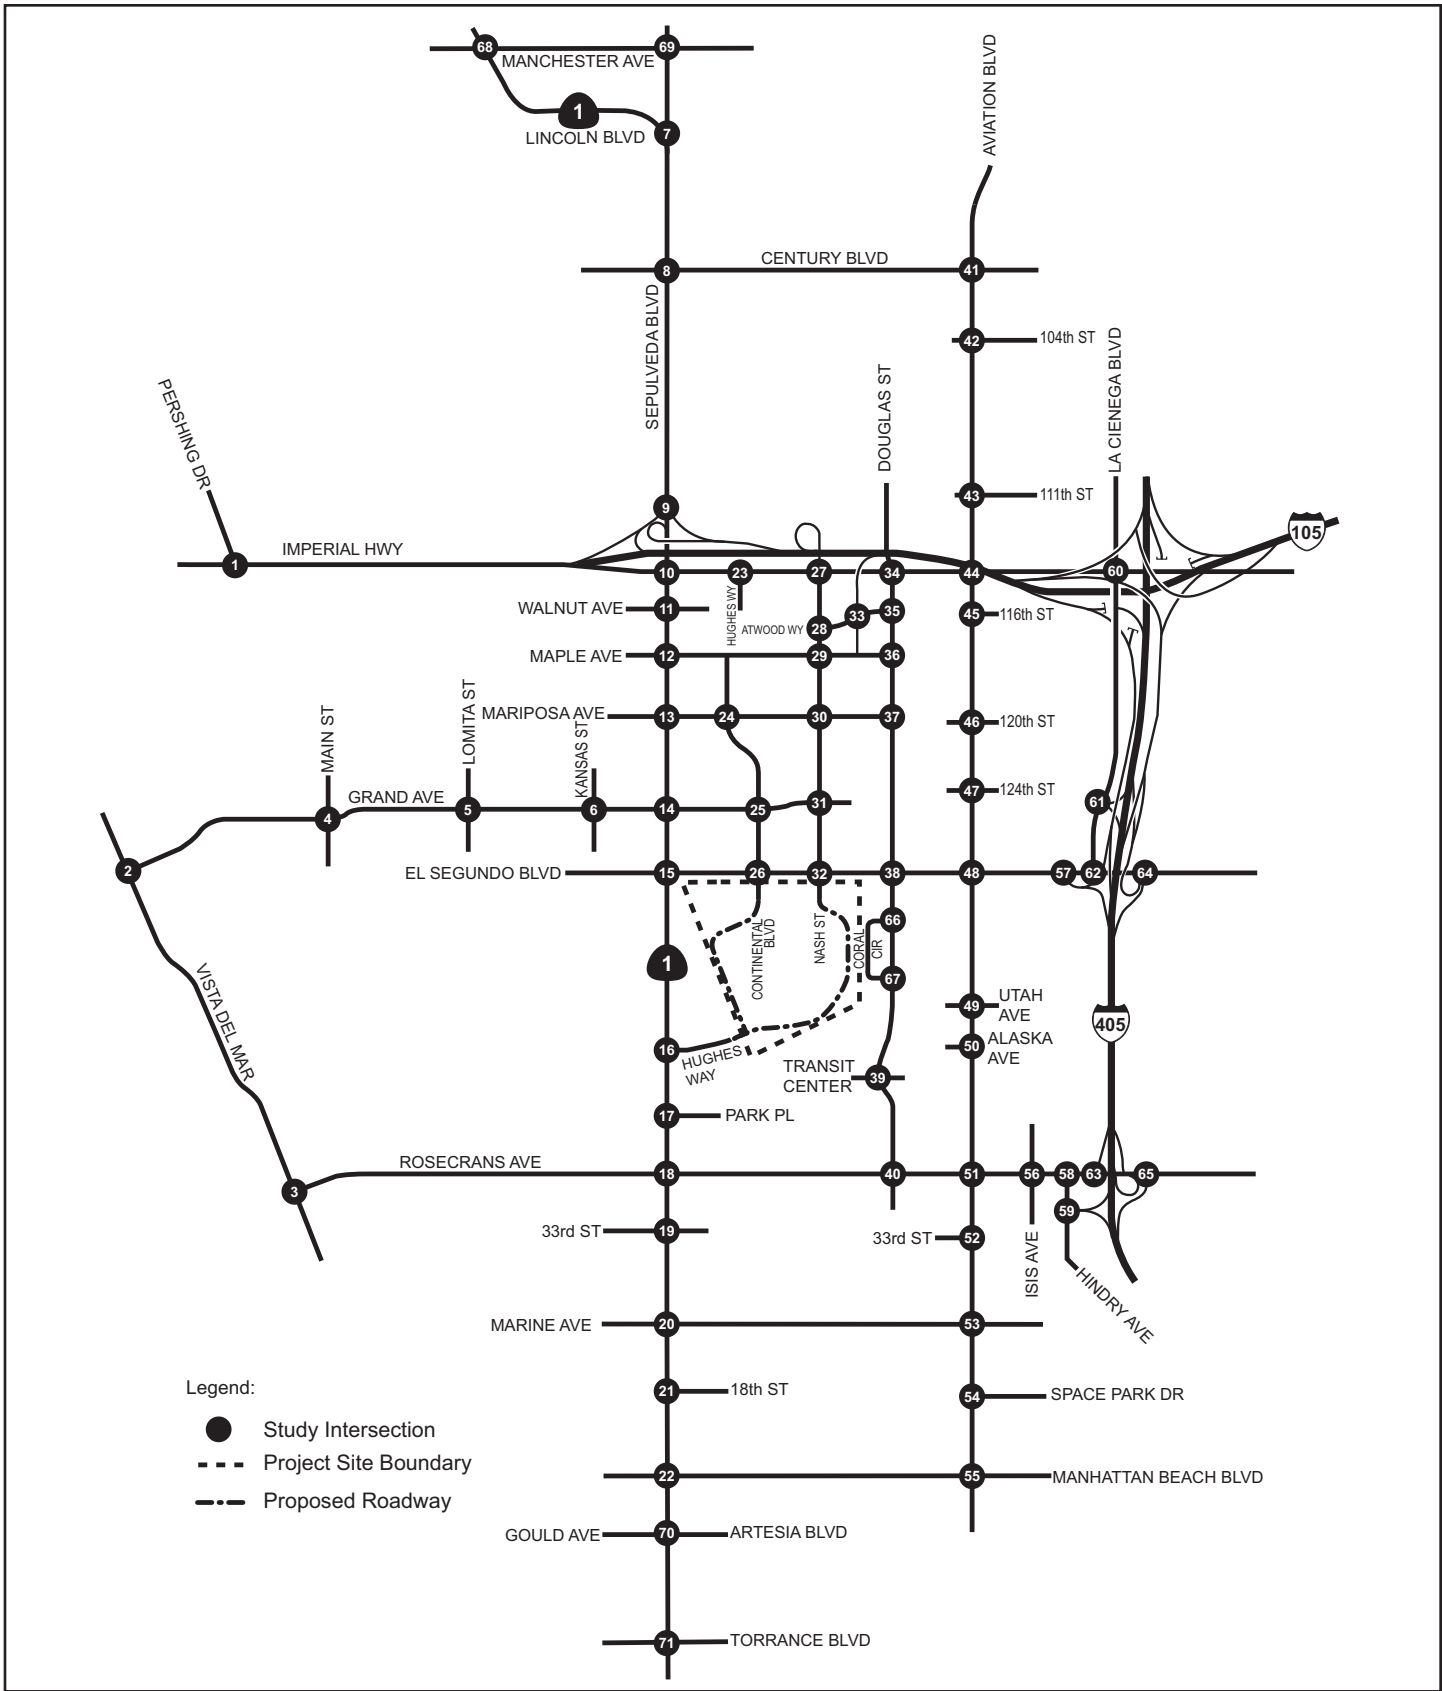 68
69
MANCHESTER AVE
1
LINCOLN BLVD
7
AVIATION BLVD
CENTURY BLVD
8
41
SEPULVEDA BLVD
42
104th ST
LA CIENEGA BLVD
DOUGLAS ST
PERSHING DR
43
111th ST
9
105
IMPERIAL HWY
1
10
23
27
34
44
60
WALNUT AVE
11
HUGHES WY
ATWOOD WY
28
33
35
45
116th ST
MAPLE AVE
12
29
36
MARIPOSA AVE
13
24
30
37
46
120th ST
MAIN ST
LOMITA ST
KANSAS ST
47
124th ST
GRAND AVE
4
5
6
14
25
31
61
2
EL SEGUNDO BLVD
15
26
32
38
48
57
62
64
CONTINENTAL
BLVD
NASH ST
CORAL
CIR
66
67
1
VISTA DEL MAR
49
UTAH
AVE
405
16
HUGHES
WAY
50
ALASKA
AVE
TRANSIT
CENTER
39
17
PARK PL
ROSECRANS AVE
3
18
40
51
56
58
63
65
59
33rd ST
19
33rd ST
52
ISIS AVE
HINDRY AVE
MARINE AVE
20
53
21
18th ST
54
SPACE PARK DR
22
55
MANHATTAN BEACH BLVD
GOULD AVE
70
ARTESIA BLVD
71
TORRANCE BLVD
Legend:
Study Intersection
Project Site Boundary
Proposed Roadway